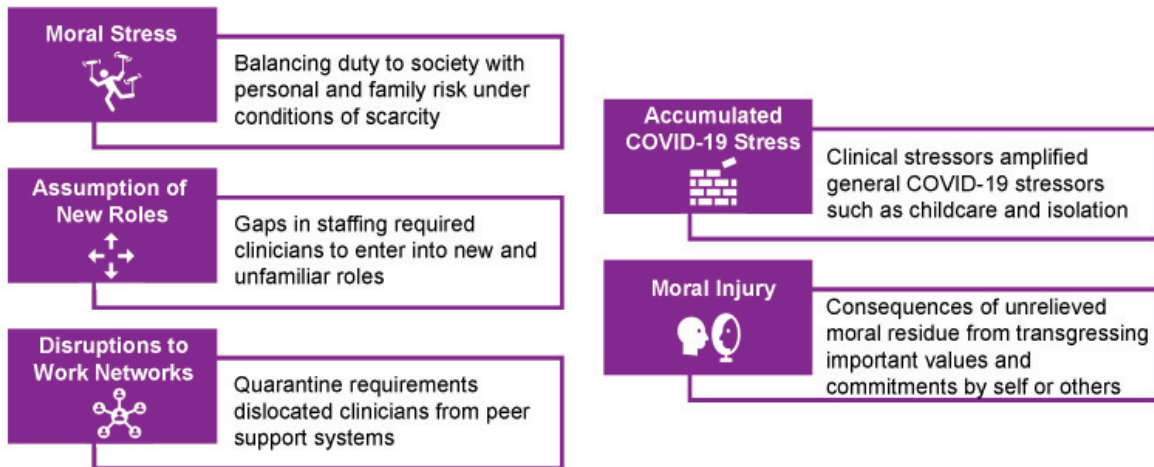 Moral Stress
Balancing duty to society with
personal and family risk under
conditions of scarcity
Assumption of
New Roles
Gaps in staffing required
clinicians to enter into new and
unfamiliar roles
Disruptions to
Work Networks
Quarantine requirements
dislocated clinicians from peer
support systems
Accumulated
COVID-19 Stress
Clinical stressors amplified
general COVID-19 stressors
such as childcare and isolation
Moral Injury
Consequences of unrelieved
moral residue from transgressing
important values and
commitments by self or others